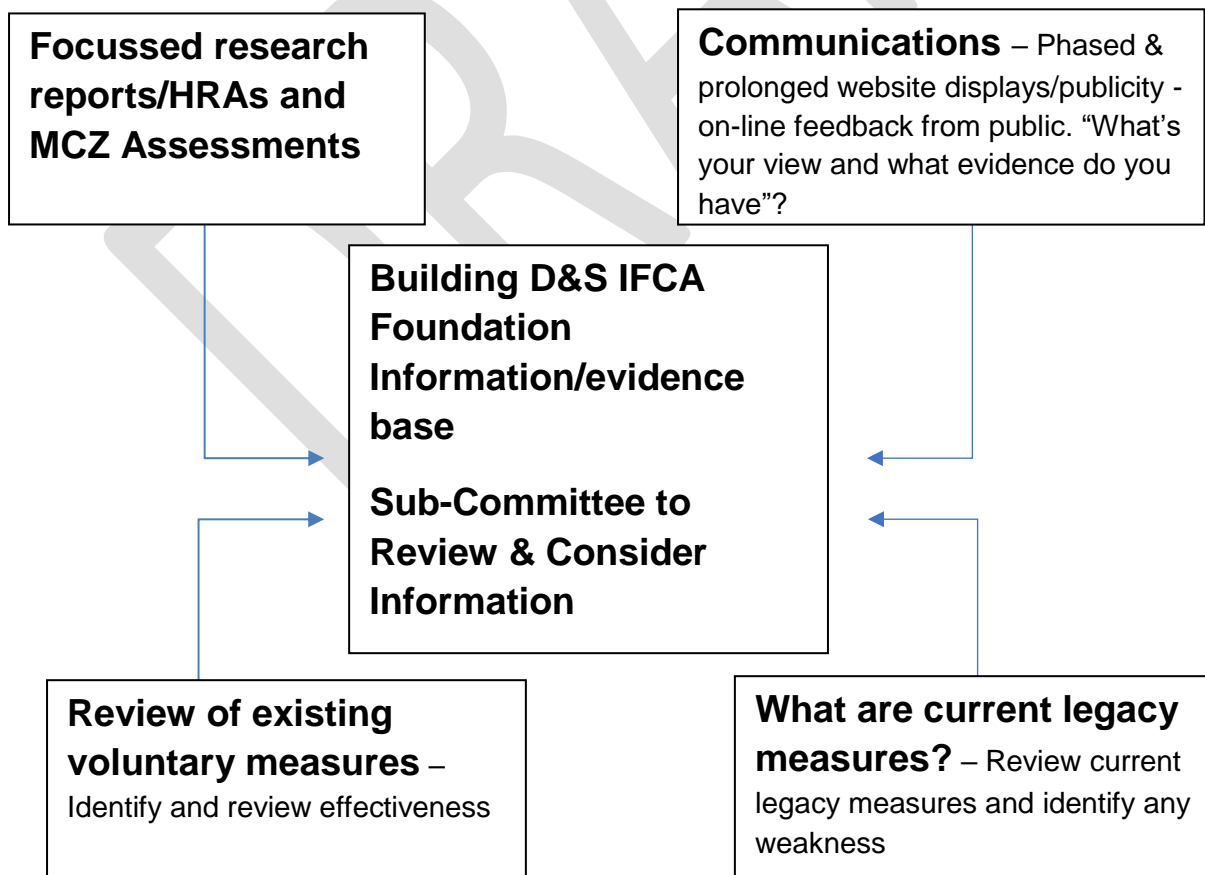 Focussed research
reports/HRAs and
MCZ Assessments
Communications – Phased &
prolonged website displays/publicity -
on-line feedback from public. “What’s
your view and what evidence do you
have”?
Building D&S IFCA
Foundation
Information/evidence
base
Sub-Committee to
Review & Consider
Information
Review of existing
voluntary measures –
Identify and review effectiveness
What are current legacy
measures? – Review current
legacy measures and identify any
weakness